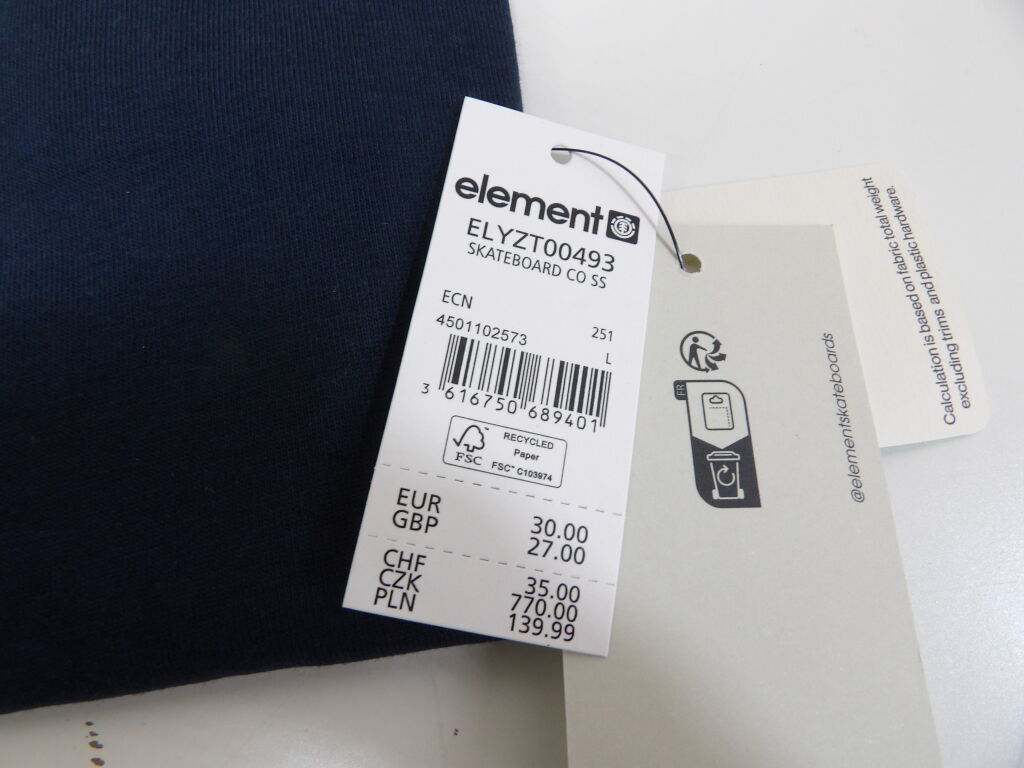 element
ELYZT00493
SKATEBOARD CO SS
ECN
4501102573 251
L
3 616750 689401
FSC
RECYCLED
Paper
FSC™ C103974
EUR 30.00
GBP 27.00
CHF 35.00
CZK 770.00
PLN 139.99
FR
@elementskateboards
Calculation is based on fabric total weight
excluding trims and plastic hardware.